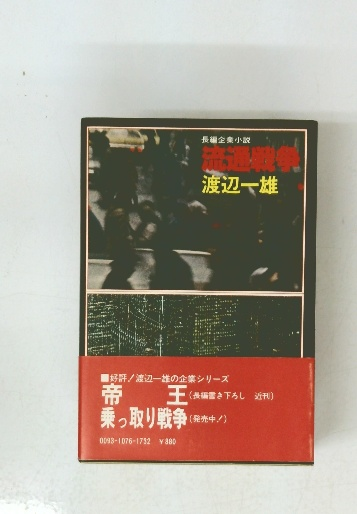 長編企業小説
流通戦争
渡辺一雄
■好評!渡辺一雄の企業シリーズ
帝 王(長編書き下ろし 近刊)
乗っ取り戦争(発売中!)
0093-1076-1732 ¥880